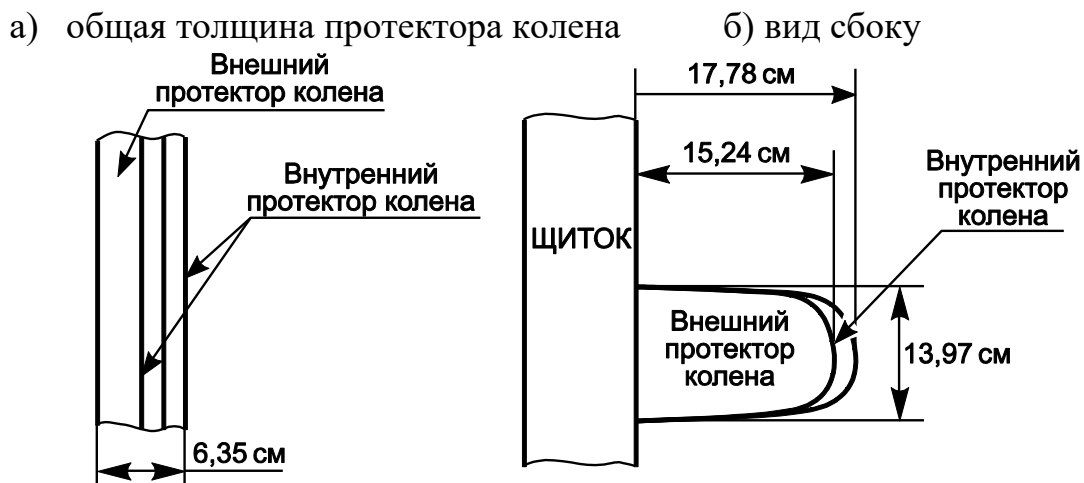 а) общая толщина протектора колена б) вид сбоку
Внешний
протектор колена
Внутренний
протектор колена
6,35 см
17,78 см
15,24 см
Внутренний
протектор
колена
ЩИТОК
Внешний
протектор
колена
13,97 см